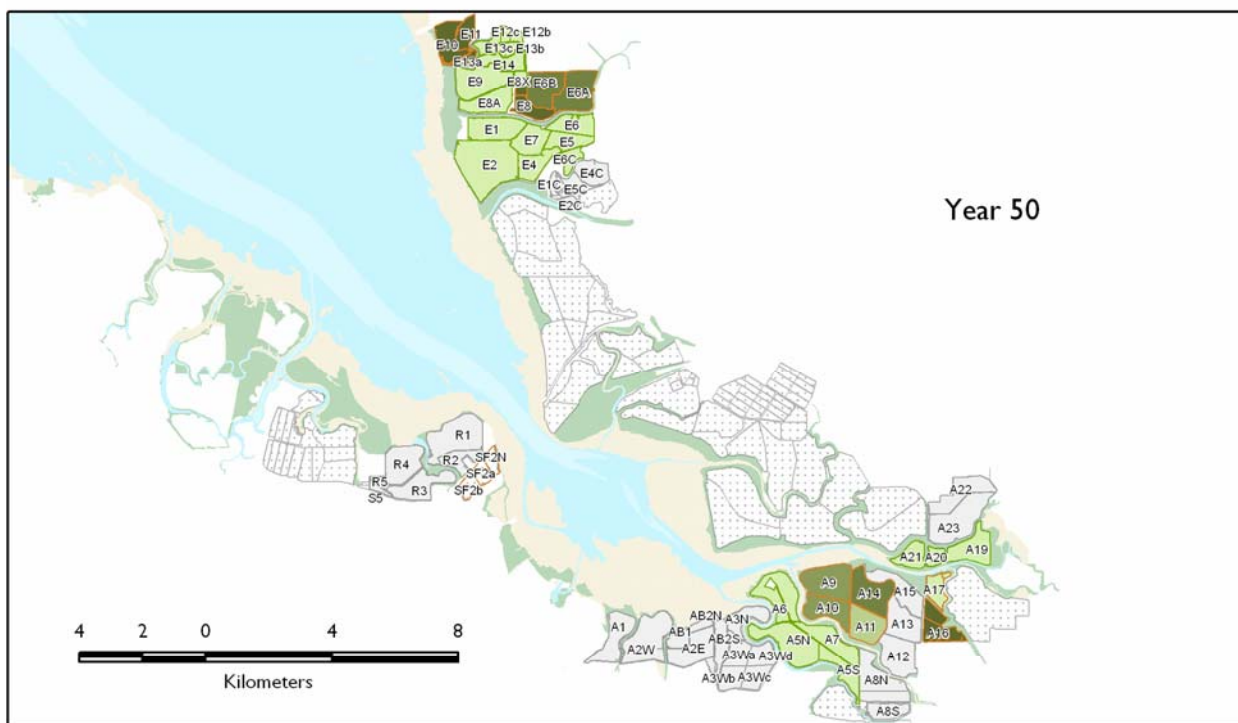 E11
E12c
E12b
E10
E13c
E13b
E13a
E14
E9
E8X
E6B
E6A
E8A
E8
E1
E6
E7
E5
E2
E4
E6C
E4C
E1C
E5C
E2C
Year 50
R1
R2
SF2N
R4
SF2a
R5
R3
SF2b
S5
A22
A23
A21
A20
A19
A9
A14
A15
A17
A6
A10
A11
A13
A16
A1
AB1
AB2N
A3N
A2W
A2E
AB2S
A5N
A7
A3Wa
A3Wd
A12
A5S
A8N
A3Wb
A3Wc
A8S
4 2 0 4 8
Kilometers